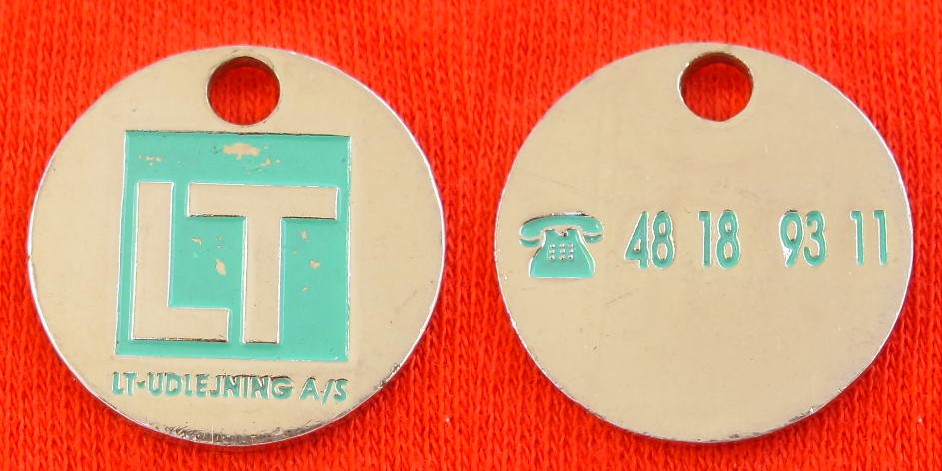 LT
LT-UDLEJNING A/S
48 18 93 11